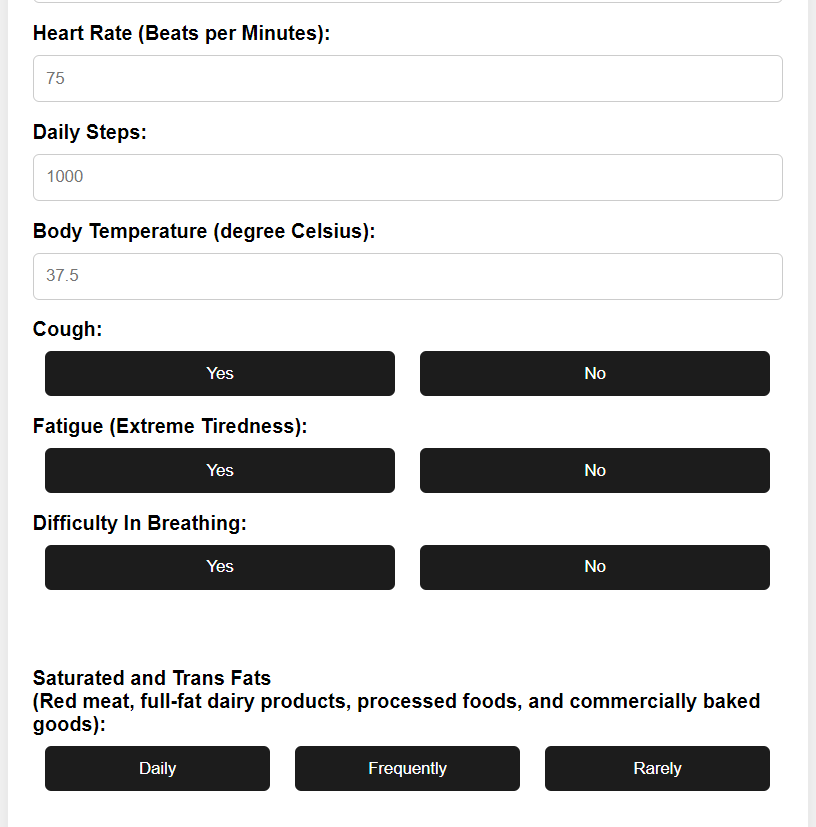 Heart Rate (Beats per Minutes):
75
Daily Steps:
1000
Body Temperature (degree Celsius):
37.5
Cough:
Yes No
Fatigue (Extreme Tiredness):
Yes No
Difficulty In Breathing:
Yes No
Saturated and Trans Fats
(Red meat, full-fat dairy products, processed foods, and commercially baked
goods):
Daily Frequently Rarely